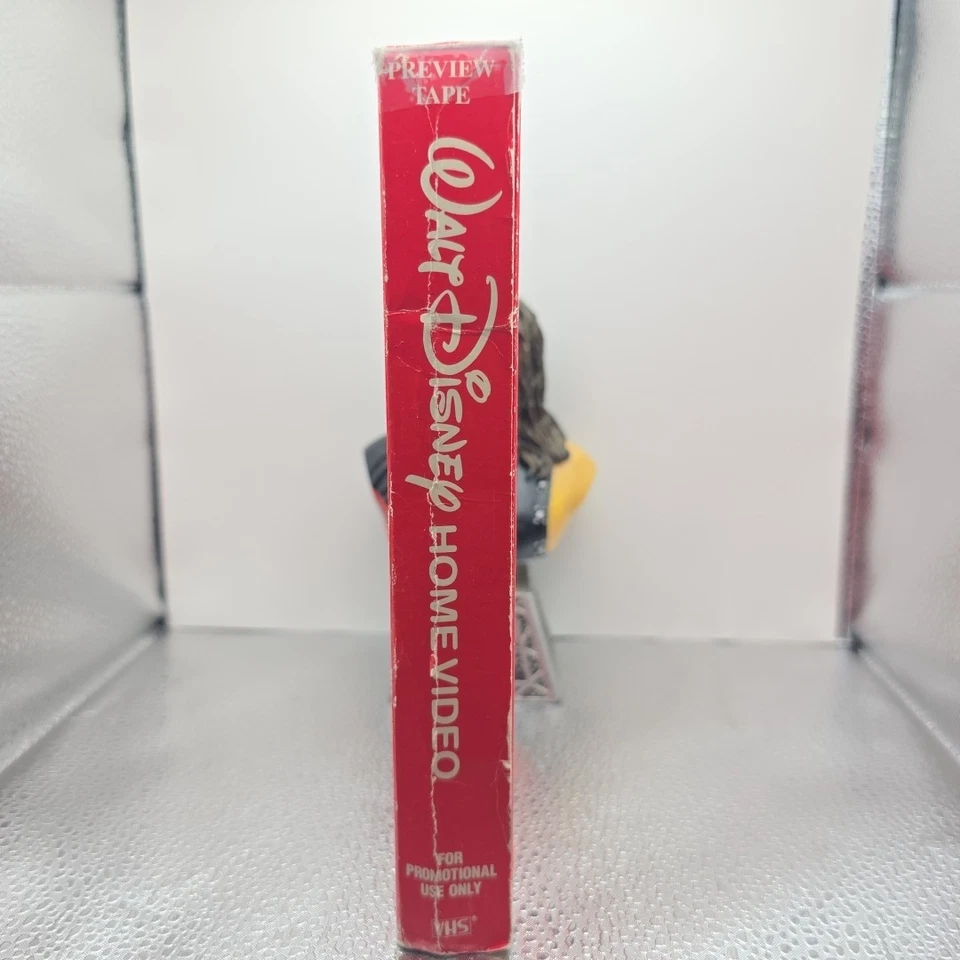 PREVIEW
TAPE
WALT DISNEY HOME VIDEO
FOR
PROMOTIONAL
USE ONLY
VHS®